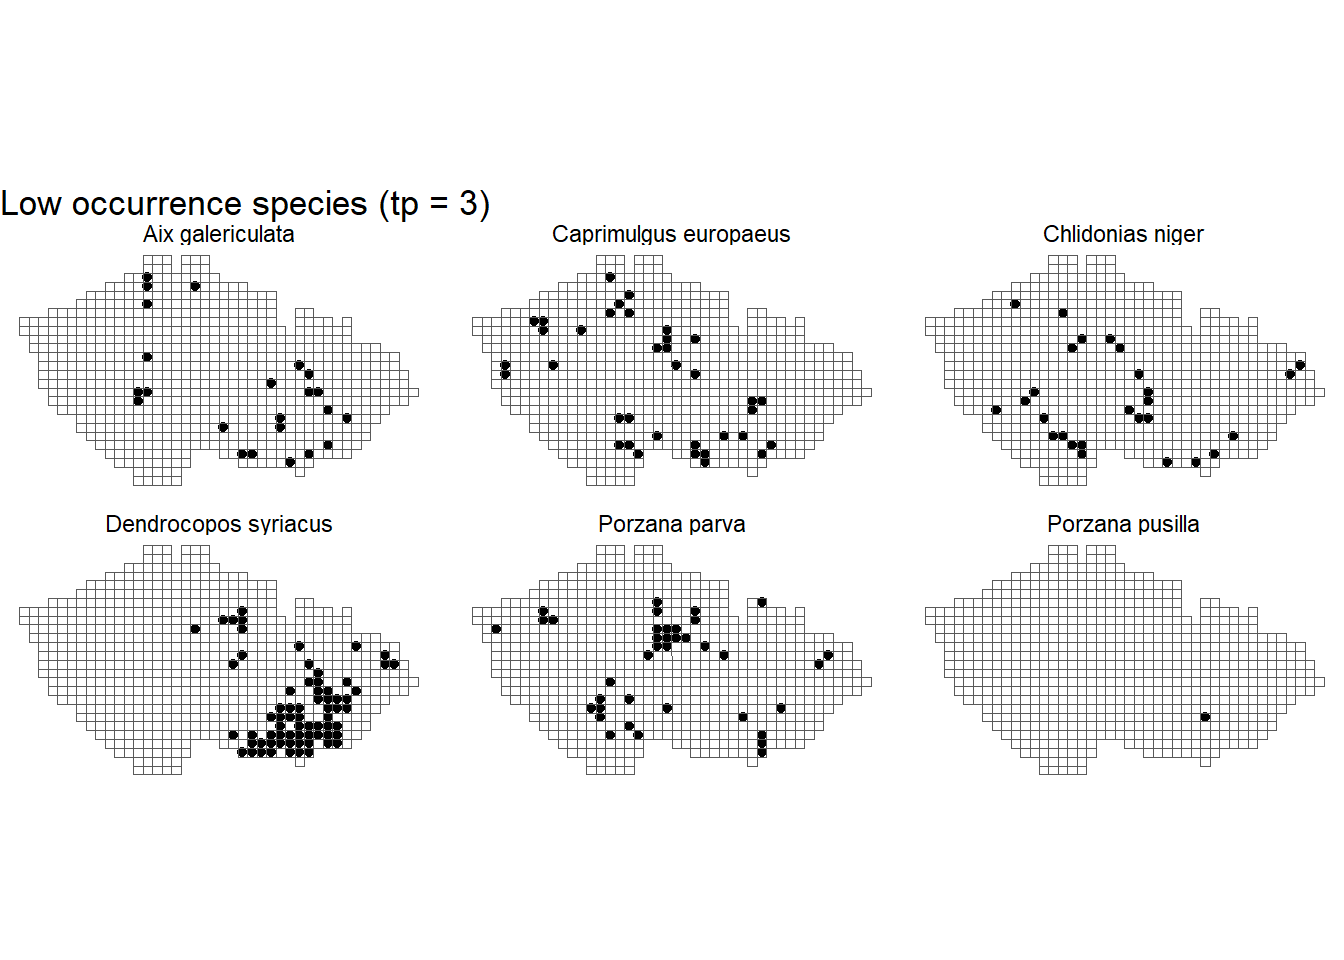 Low occurrence species (tp = 3)
Aix galericulata
Caprimulgus europaeus
Chlidonias niger
Dendrocopos syriacus
Porzana parva
Porzana pusilla